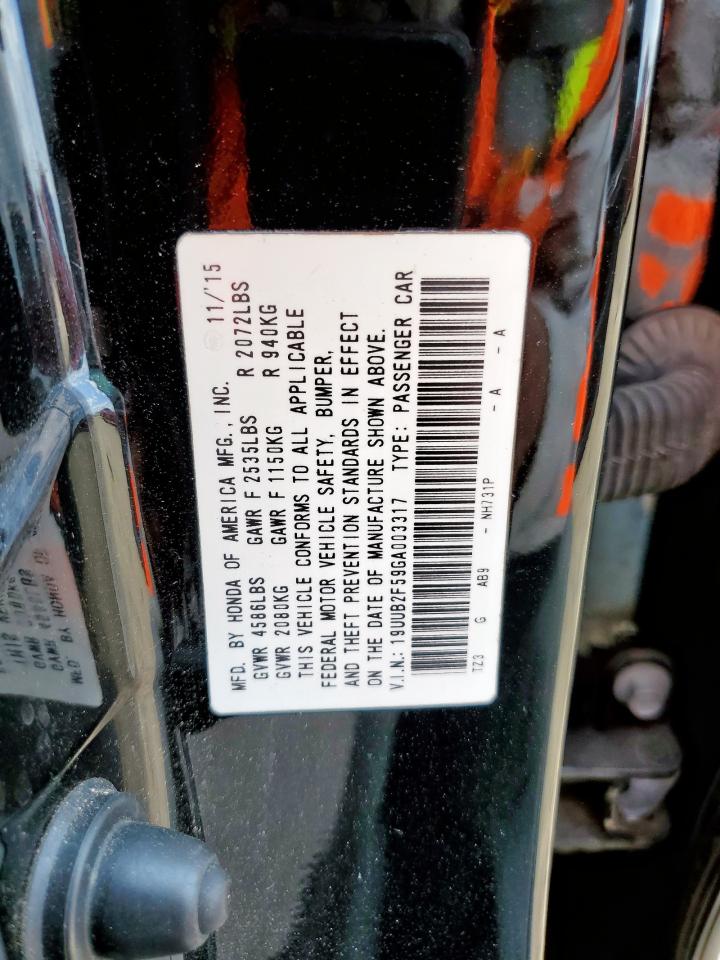 MFD. BY HONDA OF AMERICA MFG., INC. 11/'15
GVWR 4586LBS GAWR F 2535LBS R 2072LBS
GVWR 2080KG GAWR F 1150KG R 940KG
THIS VEHICLE CONFORMS TO ALL APPLICABLE
FEDERAL MOTOR VEHICLE SAFETY, BUMPER,
AND THEFT PREVENTION STANDARDS IN EFFECT
ON THE DATE OF MANUFACTURE SHOWN ABOVE.
V.I.N.: 19UUB2F59GA003317 TYPE: PASSENGER CAR
TZ3 G AB9 - NH731P - A - A